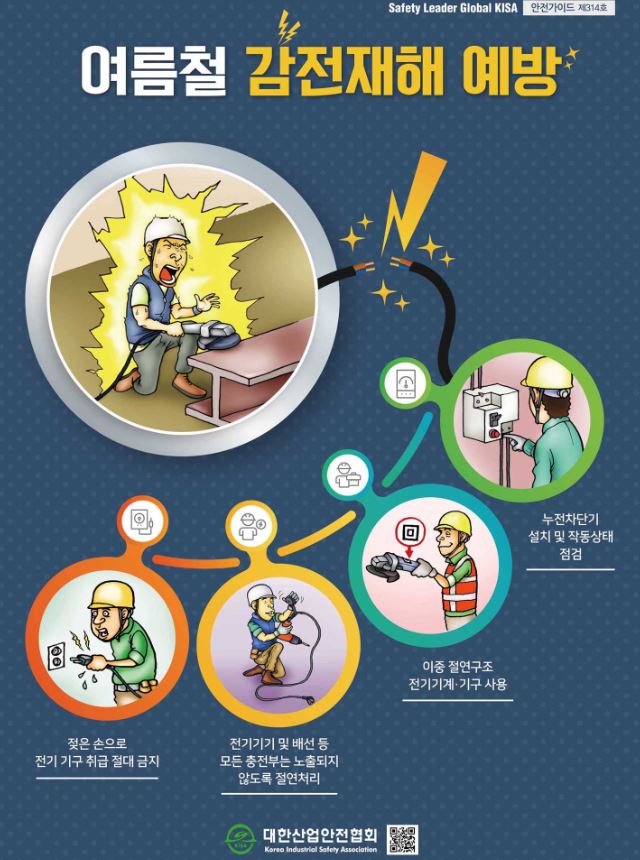 Safety Leader Global KISA 안전가이드 제314호
여름철 감전재해 예방
누전차단기
설치 및 작동상태
점검
이중 절연구조
전기기계·기구 사용
젖은 손으로
전기 기구 취급 절대 금지
전기기기 및 배선 등
모든 충전부는 노출되지
않도록 절연처리
KISA 대한산업안전협회
Korea Industrial Safety Association